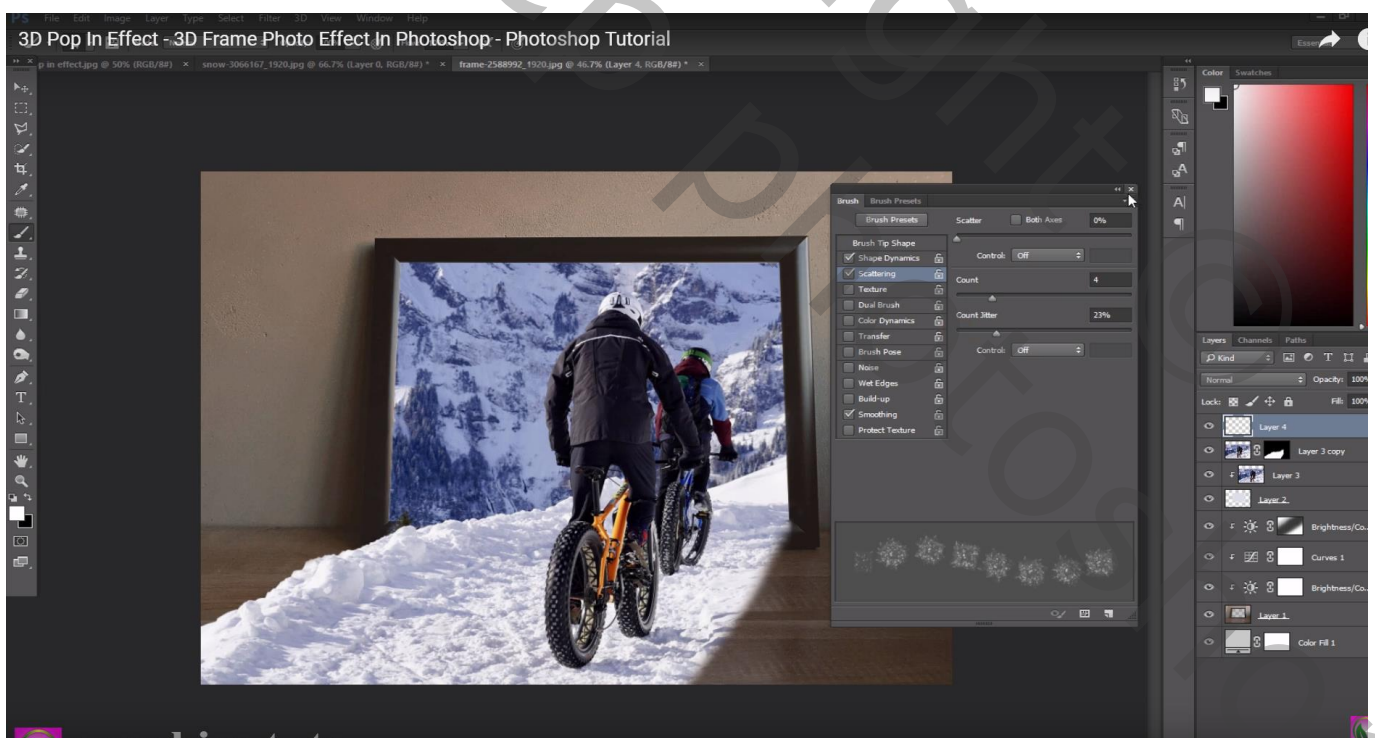 PS File Edit Image Layer Type Select Filter 3D View Window Help
3D Pop In Effect - 3D Frame Photo Effect In Photoshop - Photoshop Tutorial
p in effect.jpg @ 50% (RGB/8#) × snow-3066167_1920.jpg @ 66.7% (Layer 0, RGB/8#) * × frame-2588992_1920.jpg @ 46.7% (Layer 4, RGB/8#) * ×
Color Swatches
Brush Brush Presets
Brush Presets Scatter Both Axes 0%
Brush Tip Shape
Shape Dynamics Control: Off
Scattering Count 4
Texture
Dual Brush
Color Dynamics Count Jitter 23%
Transfer
Brush Pose Control: Off
Noise
Wet Edges
Build-up
Smoothing
Protect Texture
Layers Channels Paths
Kind
Normal Opacity: 100%
Lock: Fill: 100%
Layer 4
Layer 3 copy
Layer 3
Layer 2
Brightness/Co...
Curves 1
Brightness/Co...
Layer 1
Color Fill 1